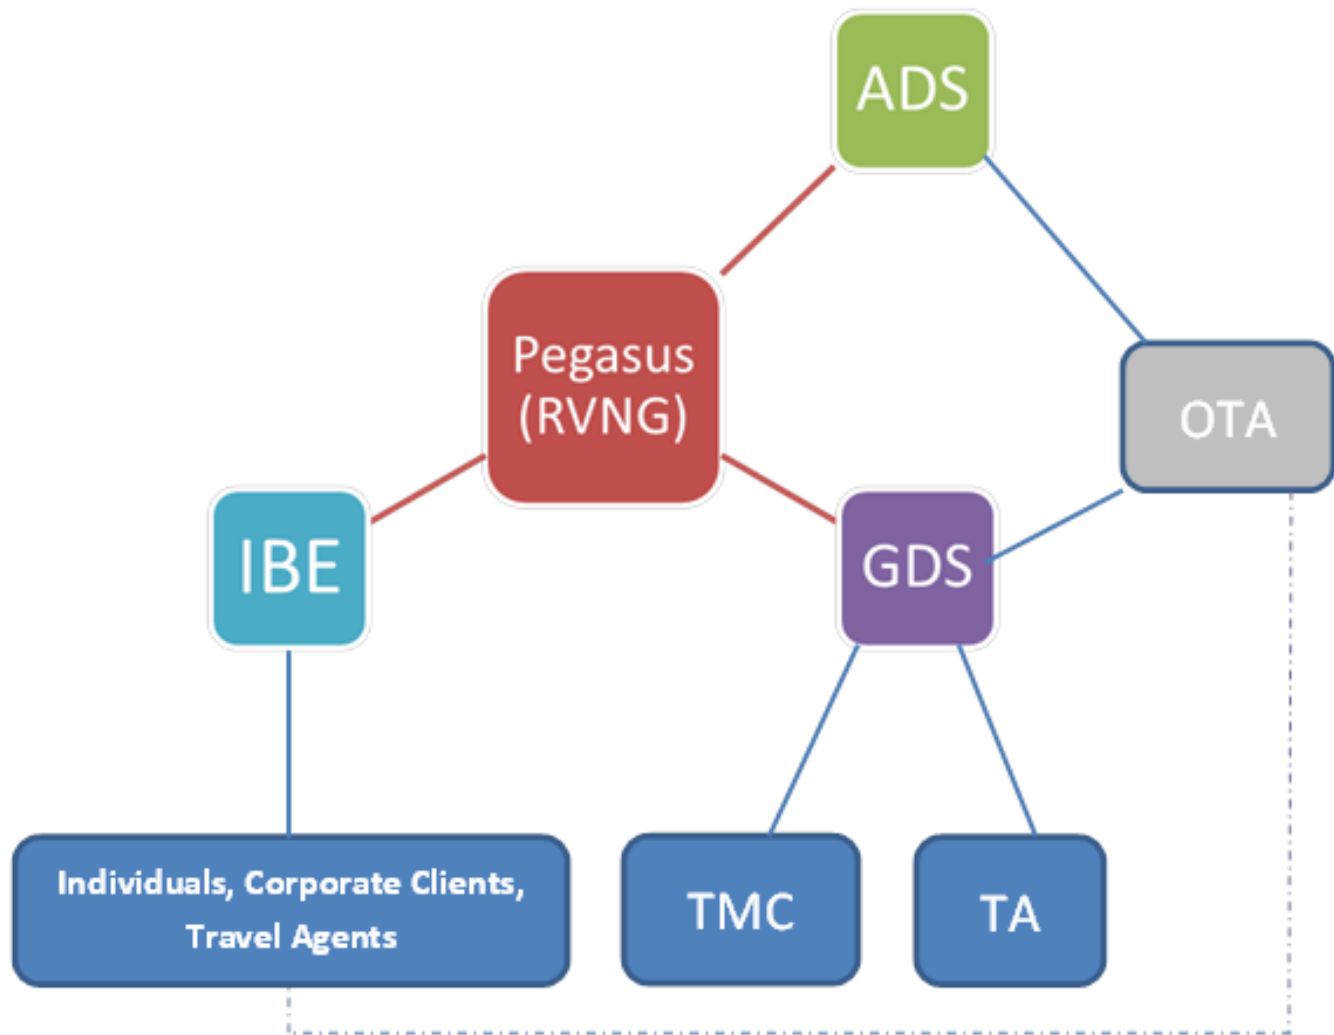 ADS
Pegasus
(RVNG)
OTA
IBE
GDS
Individuals, Corporate Clients,
Travel Agents
TMC
TA